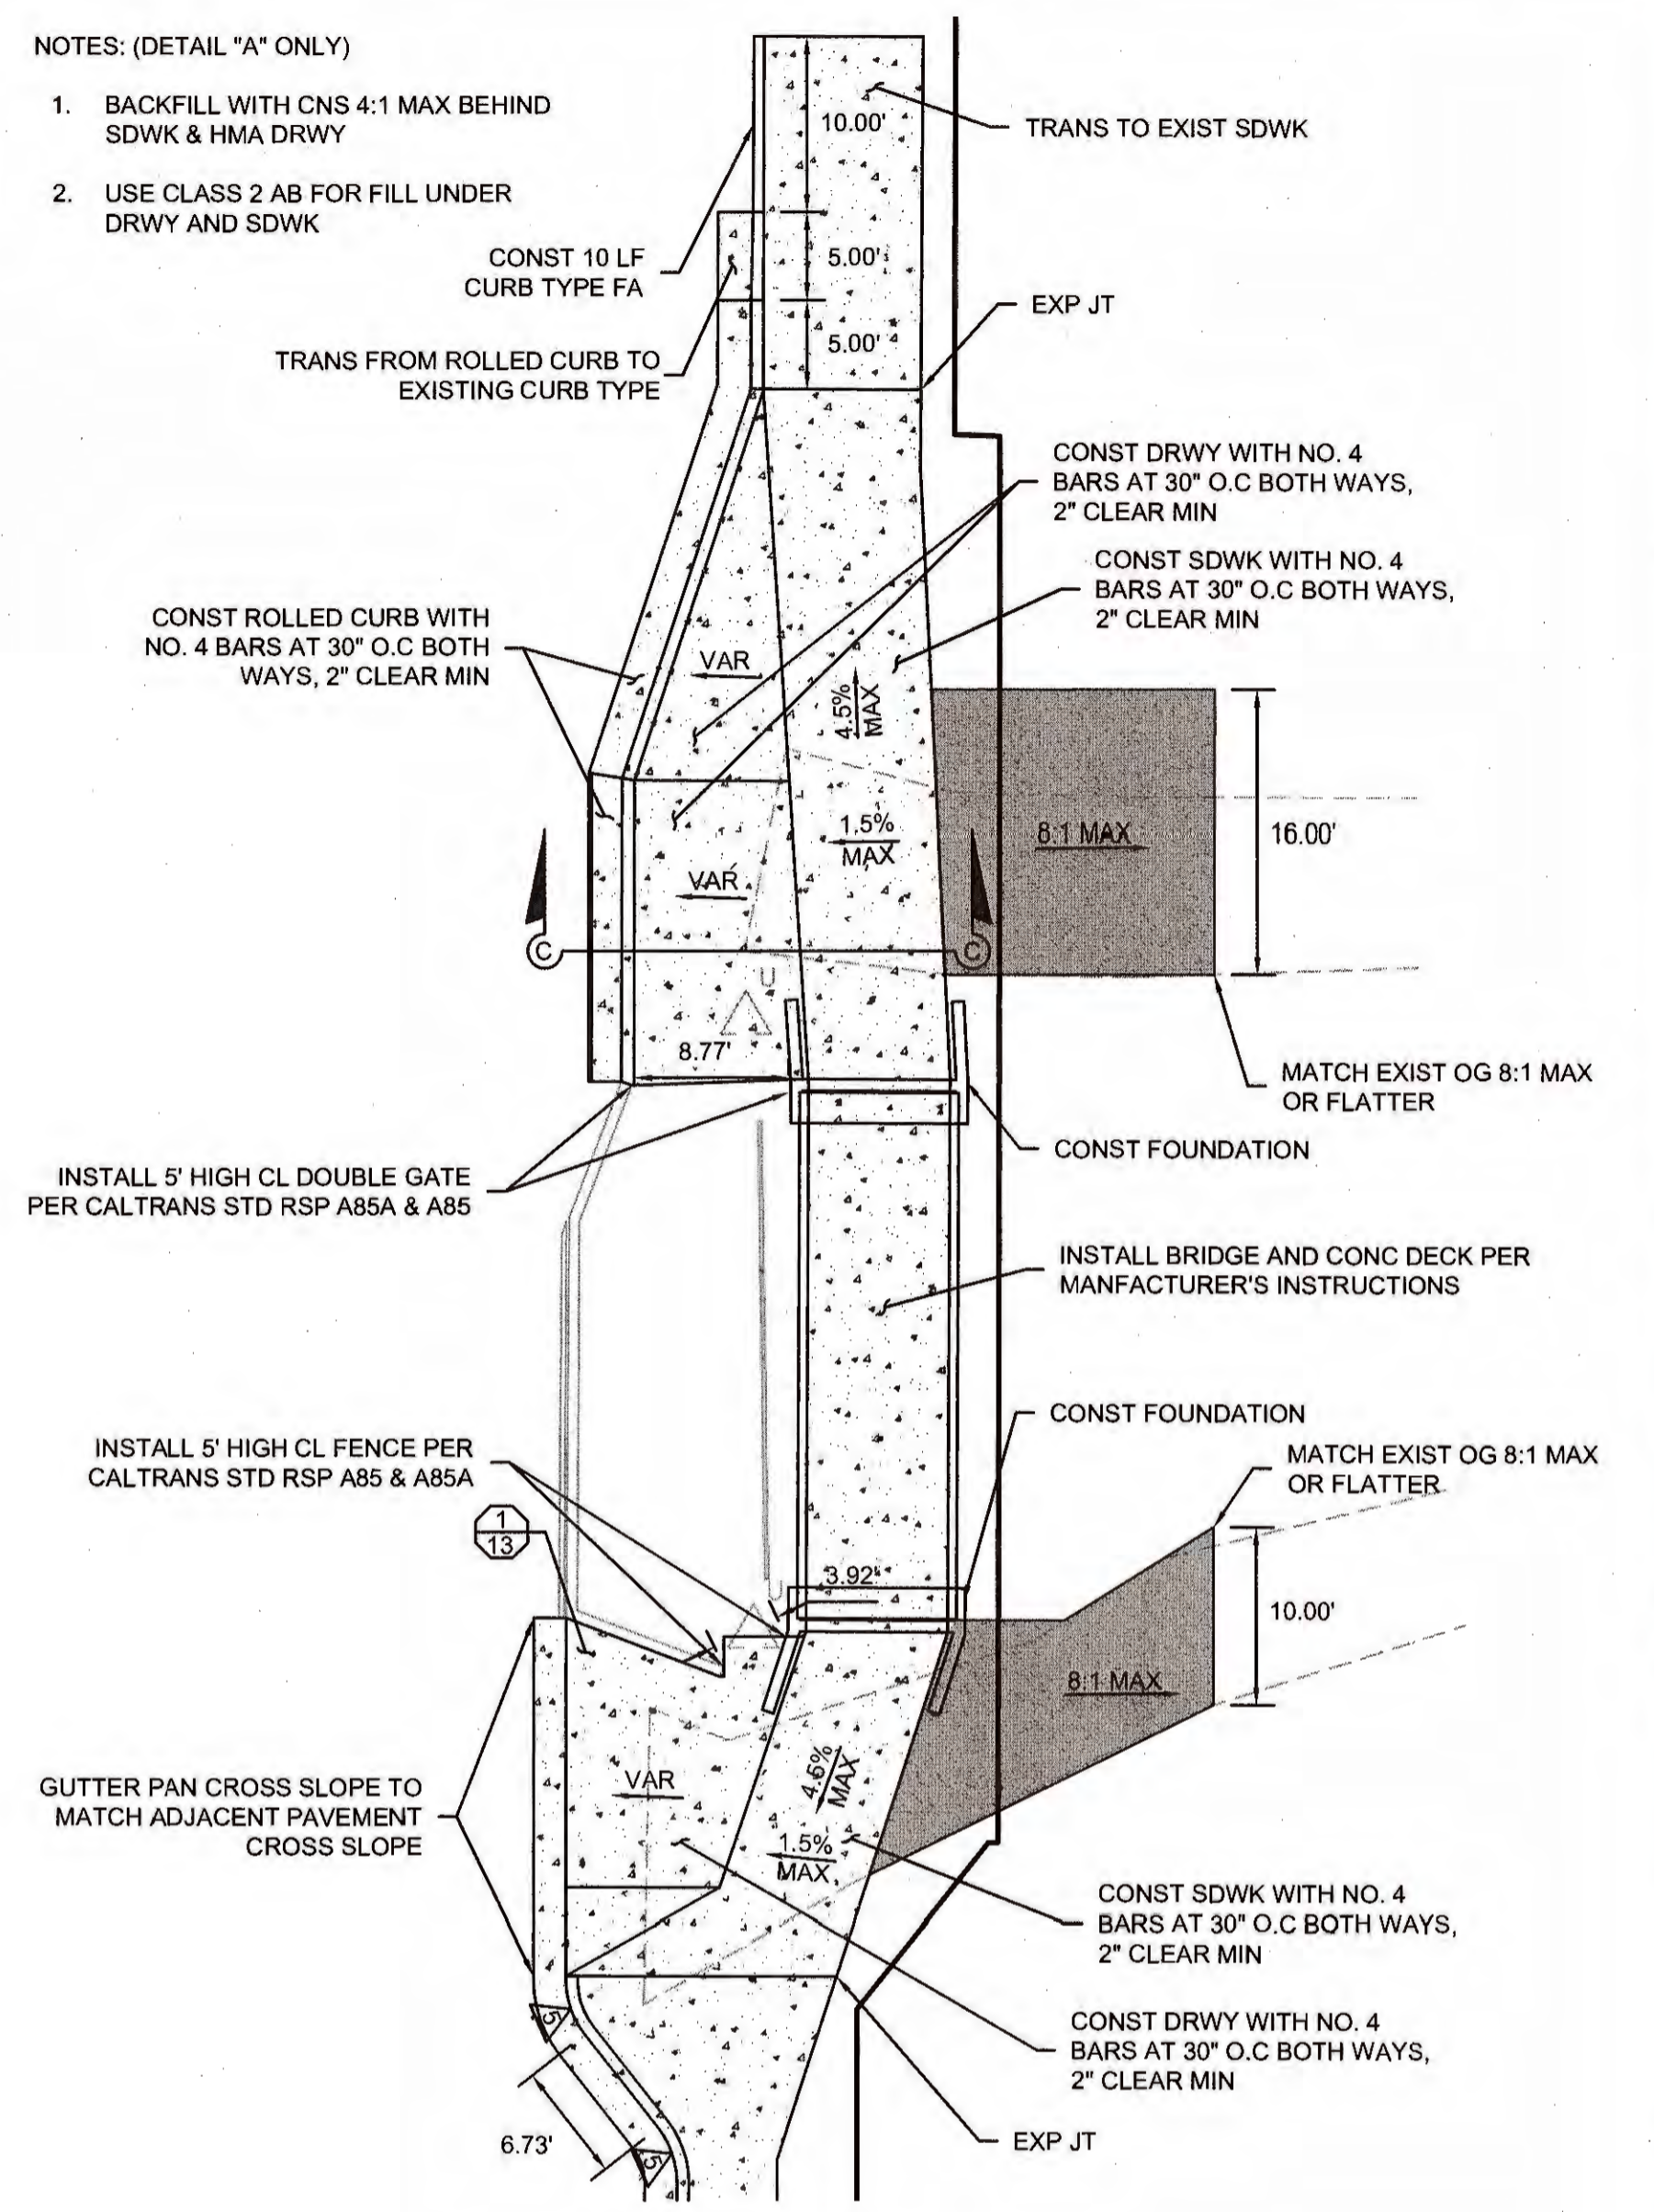 NOTES: (DETAIL "A" ONLY)
1. BACKFILL WITH CNS 4:1 MAX BEHIND
SDWK & HMA DRWY
2. USE CLASS 2 AB FOR FILL UNDER
DRWY AND SDWK
10.00'
TRANS TO EXIST SDWK
CONST 10 LF
CURB TYPE FA
5.00'
EXP JT
5.00'
TRANS FROM ROLLED CURB TO
EXISTING CURB TYPE
CONST DRWY WITH NO. 4
BARS AT 30" O.C BOTH WAYS,
2" CLEAR MIN
CONST SDWK WITH NO. 4
BARS AT 30" O.C BOTH WAYS,
2" CLEAR MIN
CONST ROLLED CURB WITH
NO. 4 BARS AT 30" O.C BOTH
WAYS, 2" CLEAR MIN
VAR
4.5%
MAX
1.5%
MAX
8:1 MAX
16.00'
VAR
C
C
U
8.77'
MATCH EXIST OG 8:1 MAX
OR FLATTER
CONST FOUNDATION
INSTALL 5' HIGH CL DOUBLE GATE
PER CALTRANS STD RSP A85A & A85
INSTALL BRIDGE AND CONC DECK PER
MANFACTURER'S INSTRUCTIONS
CONST FOUNDATION
INSTALL 5' HIGH CL FENCE PER
CALTRANS STD RSP A85 & A85A
MATCH EXIST OG 8:1 MAX
OR FLATTER
1
13
3.92'
U
10.00'
8:1 MAX
GUTTER PAN CROSS SLOPE TO
MATCH ADJACENT PAVEMENT
CROSS SLOPE
VAR
4.6%
MAX
1.5%
MAX
CONST SDWK WITH NO. 4
BARS AT 30" O.C BOTH WAYS,
2" CLEAR MIN
CONST DRWY WITH NO. 4
BARS AT 30" O.C BOTH WAYS,
2" CLEAR MIN
5
6.73'
5
EXP JT